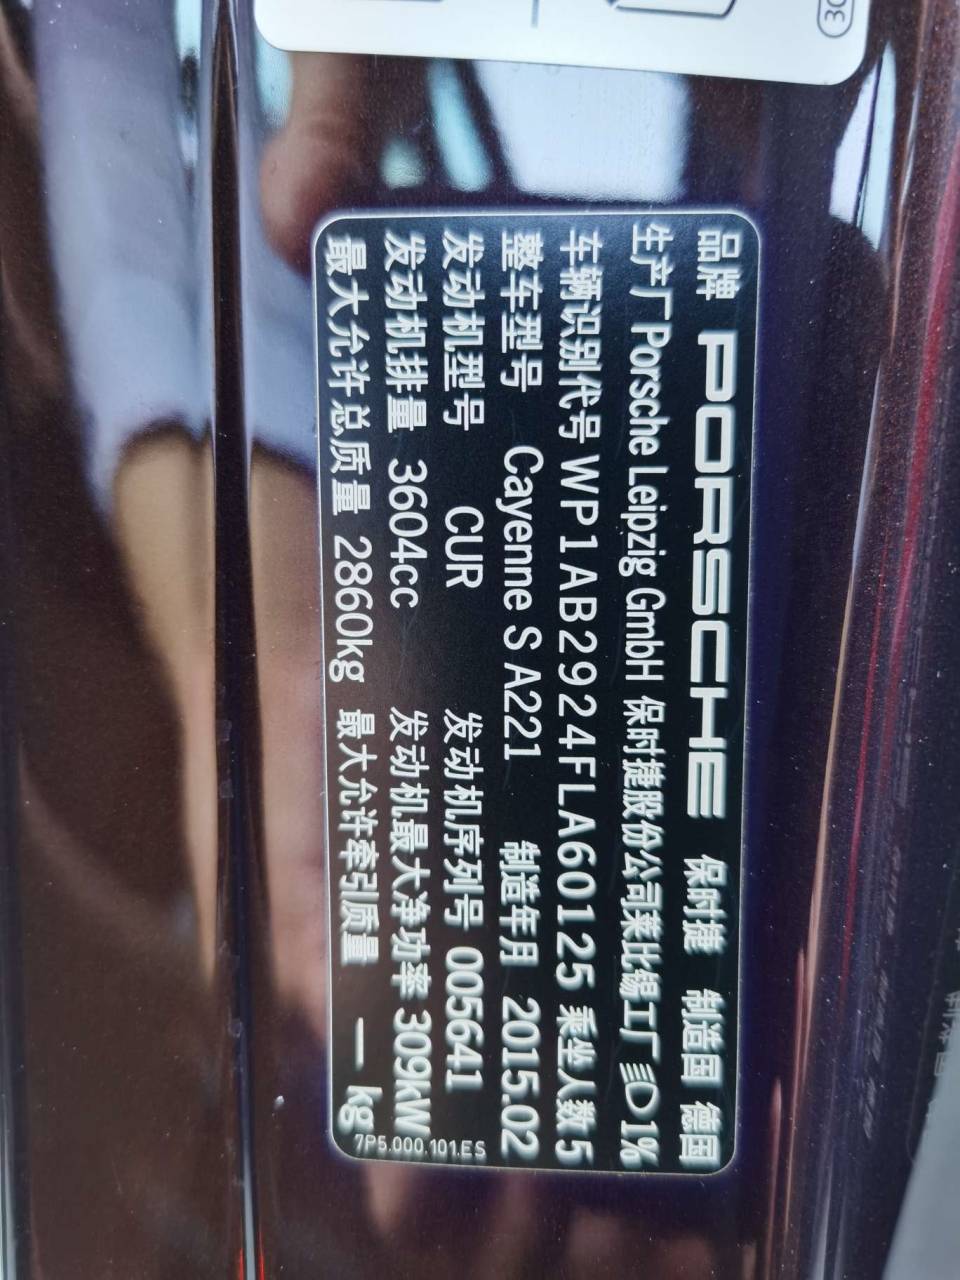 品牌 PORSCHE 保时捷 制造国 德国
生产厂 Porsche Leipzig GmbH 保时捷股份公司莱比锡工厂 1%
车辆识别代号 WP1AB2924FLA60125 乘坐人数 5
整车型号 Cayenne S A221 制造年月 2015.02
发动机型号 CUR 发动机序列号 005641
发动机排量 3604cc 发动机最大净功率 309kW
最大允许总质量 2860kg 最大允许牵引质量 — kg
7P5.000.101.ES